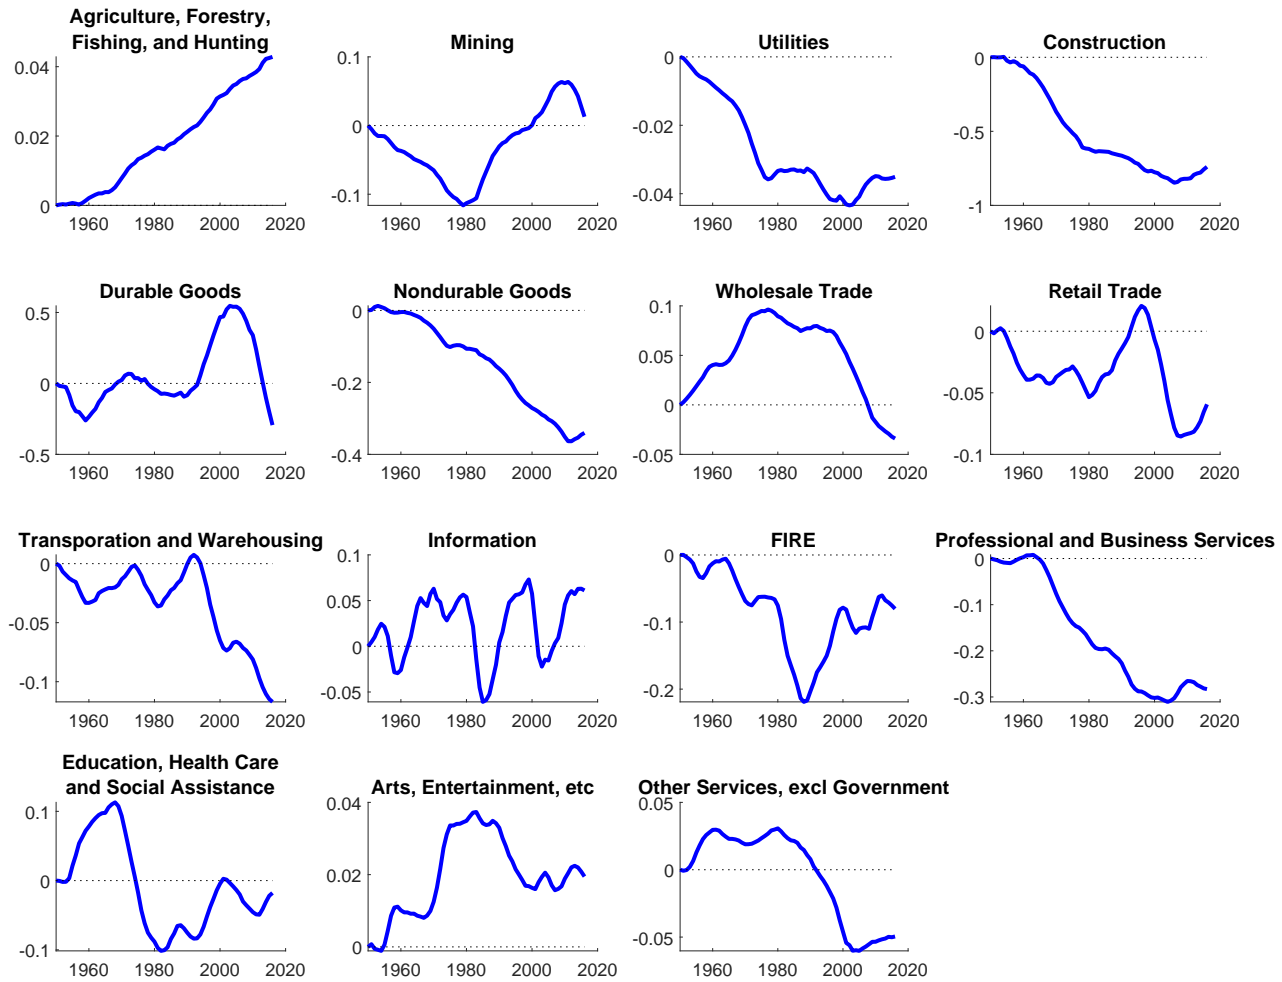 Agriculture, Forestry,
Fishing, and Hunting
0.04
0.02
0
1960 1980 2000 2020
Mining
0.1
0
-0.1
1960 1980 2000 2020
Utilities
0
-0.02
-0.04
1960 1980 2000 2020
Construction
0
-0.5
-1
1960 1980 2000 2020
Durable Goods
0.5
0
-0.5
1960 1980 2000 2020
Nondurable Goods
0
-0.2
-0.4
1960 1980 2000 2020
Wholesale Trade
0.1
0.05
0
-0.05
1960 1980 2000 2020
Retail Trade
0
-0.05
-0.1
1960 1980 2000 2020
Transporation and Warehousing
0
-0.05
-0.1
1960 1980 2000 2020
Information
0.1
0.05
0
-0.05
1960 1980 2000 2020
FIRE
0
-0.1
-0.2
1960 1980 2000 2020
Professional and Business Services
0
-0.1
-0.2
-0.3
1960 1980 2000 2020
Education, Health Care
and Social Assistance
0.1
0
-0.1
1960 1980 2000 2020
Arts, Entertainment, etc
0.04
0.02
0
1960 1980 2000 2020
Other Services, excl Government
0.05
0
-0.05
1960 1980 2000 2020